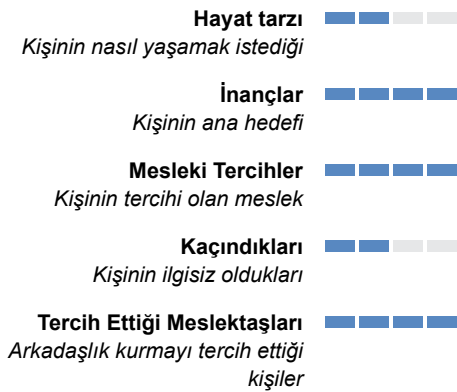 Hayat tarzı
Kişinin nasıl yaşamak istediği
İnançlar
Kişinin ana hedefi
Mesleki Tercihler
Kişinin tercihi olan meslek
Kaçındıkları
Kişinin ilgisiz oldukları
Tercih Ettiği Meslektaşları
Arkadaşlık kurmayı tercih ettiği
kişiler